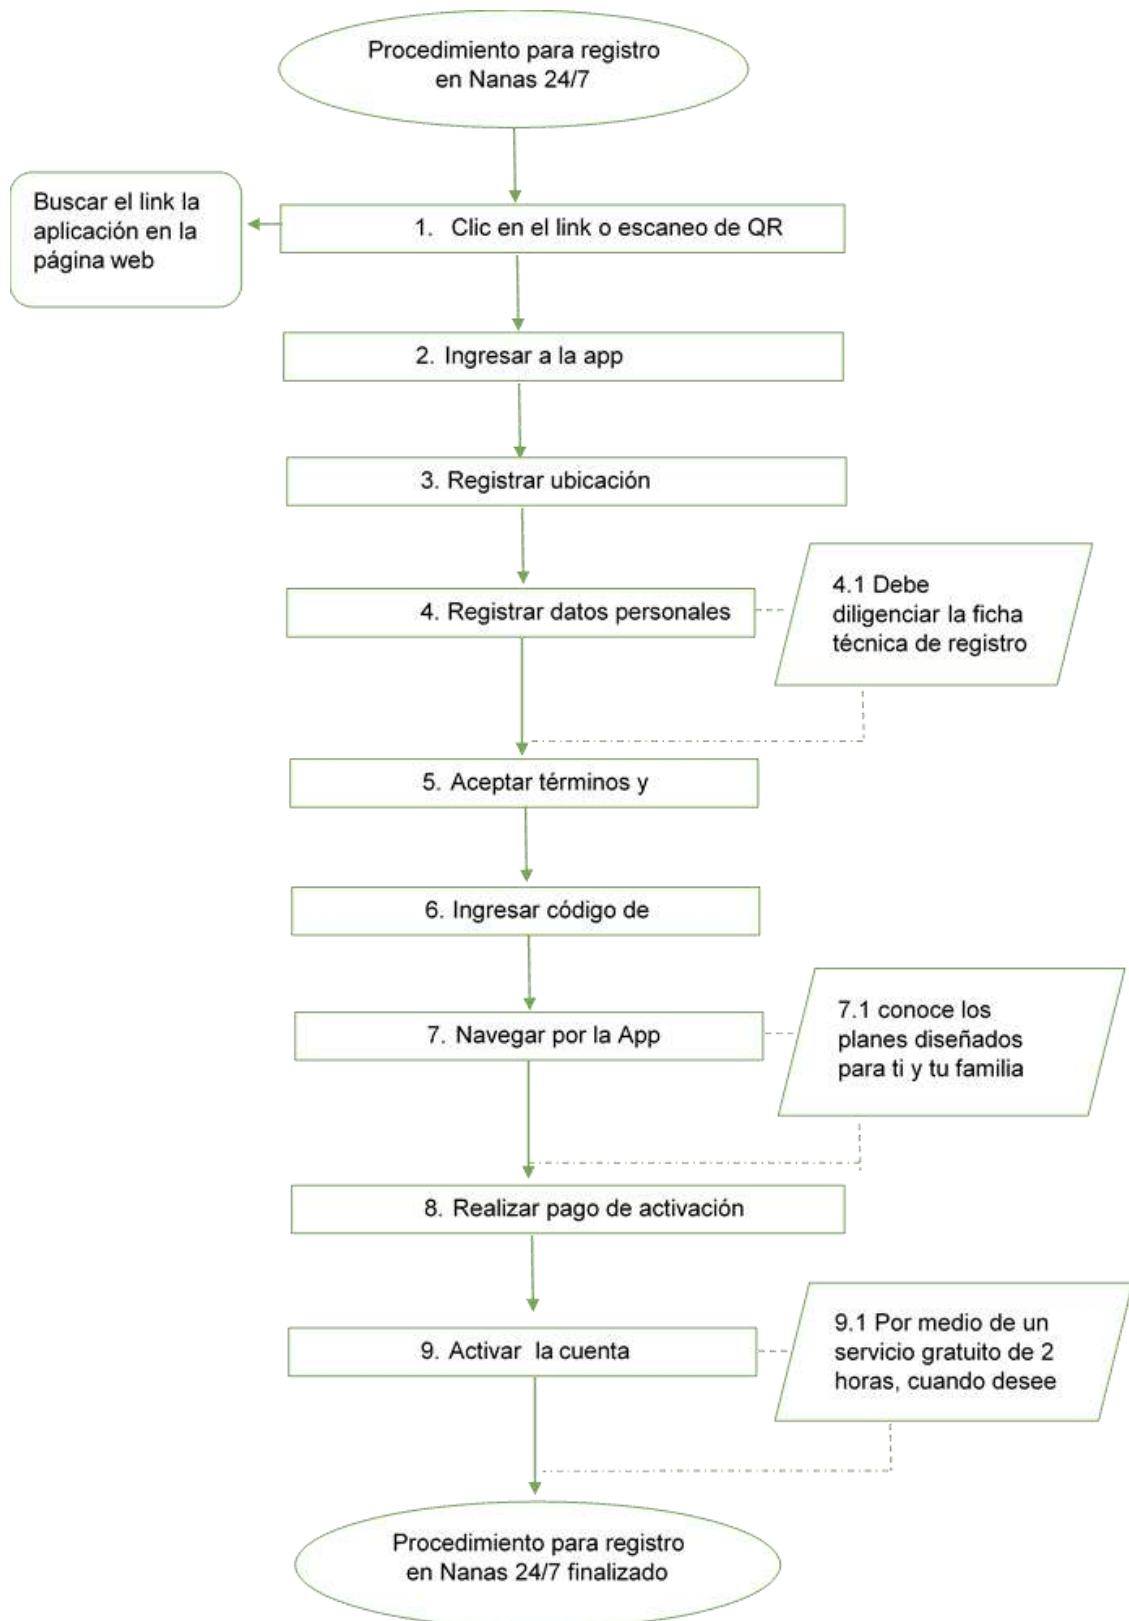 Procedimiento para registro
en Nanas 24/7
Buscar el link la
aplicación en la
página web
1. Clic en el link o escaneo de QR
2. Ingresar a la app
3. Registrar ubicación
4. Registrar datos personales
4.1 Debe
diligenciar la ficha
técnica de registro
5. Aceptar términos y
6. Ingresar código de
7. Navegar por la App
7.1 conoce los
planes diseñados
para ti y tu familia
8. Realizar pago de activación
9. Activar la cuenta
9.1 Por medio de un
servicio gratuito de 2
horas, cuando desee
Procedimiento para registro
en Nanas 24/7 finalizado